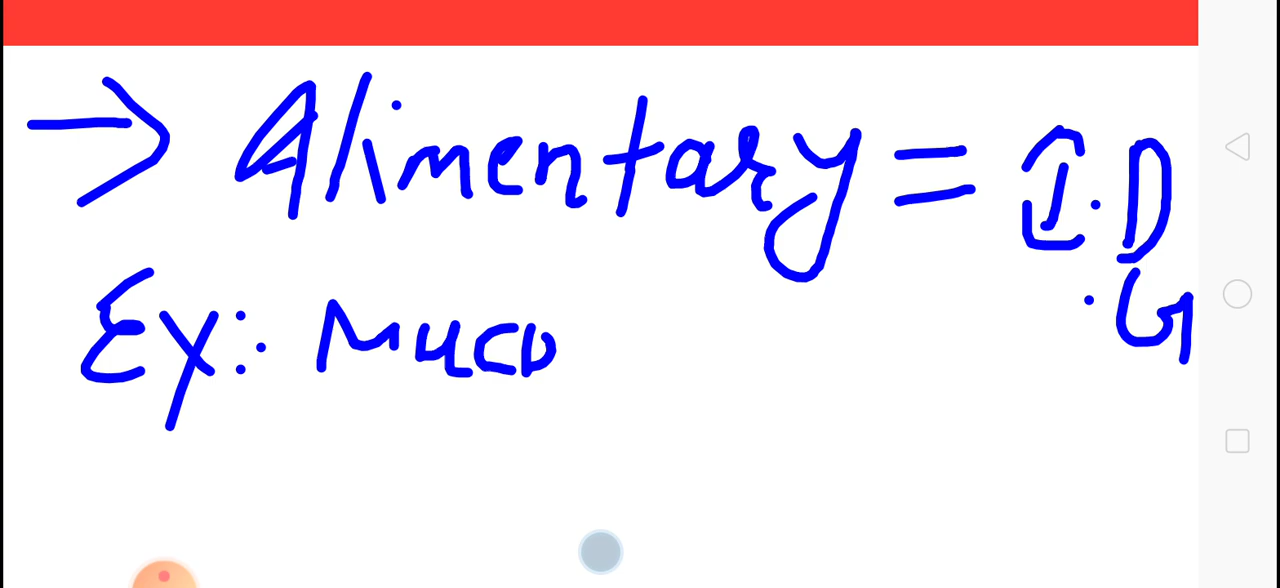 → Alimentary = I.D
.G
Ex:. Muco